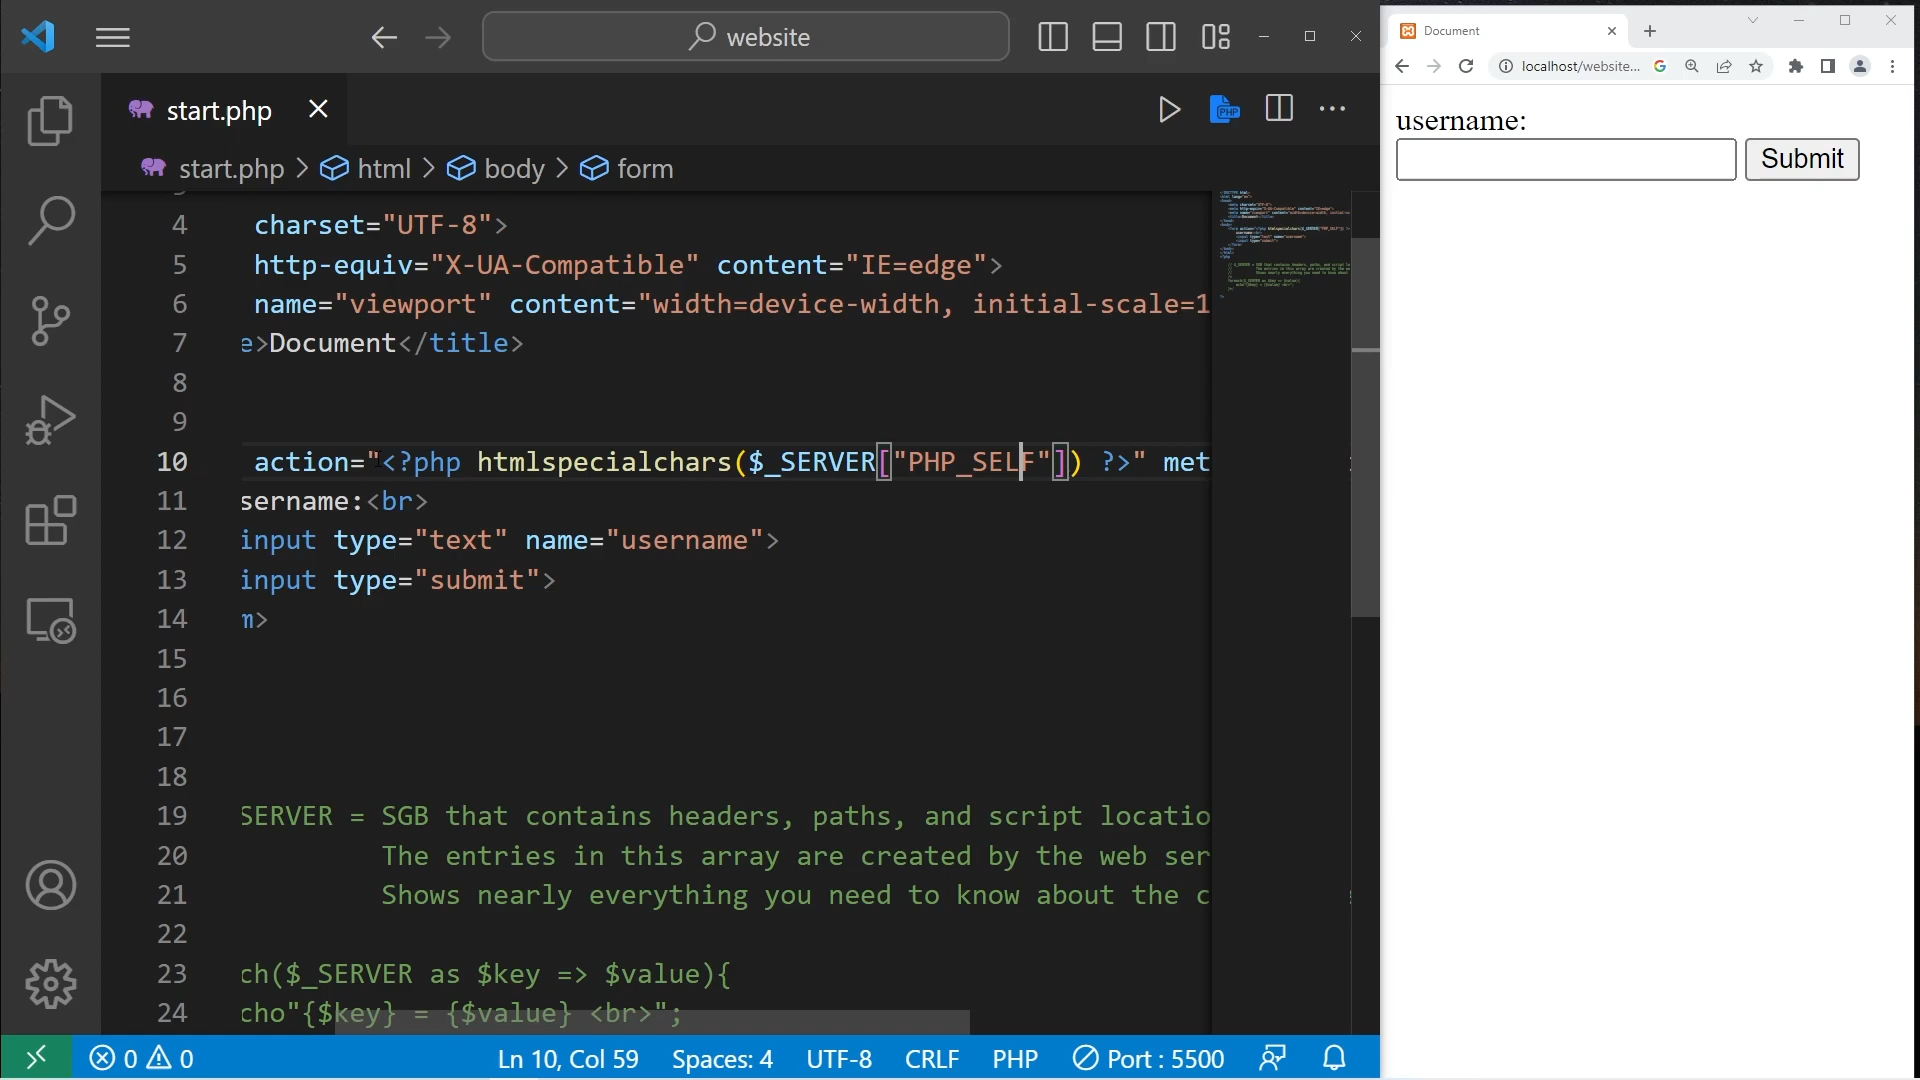 website
start.php
start.php > html > body > form
4 charset="UTF-8">
5 http-equiv="X-UA-Compatible" content="IE=edge">
6 name="viewport" content="width=device-width, initial-scale=1
7 e>Document</title>
8
9
10 action="<?php htmlspecialchars($_SERVER["PHP_SELF"]) ?>" met
11 sername:<br>
12 input type="text" name="username">
13 input type="submit">
14 m>
15
16
17
18
19 SERVER = SGB that contains headers, paths, and script locatio
20 The entries in this array are created by the web ser
21 Shows nearly everything you need to know about the c
22
23 ch($_SERVER as $key => $value){
24 cho"{$key} = {$value} <br>";
0 0 Ln 10, Col 59 Spaces: 4 UTF-8 CRLF PHP Port : 5500
Document
localhost/website...
username:
Submit